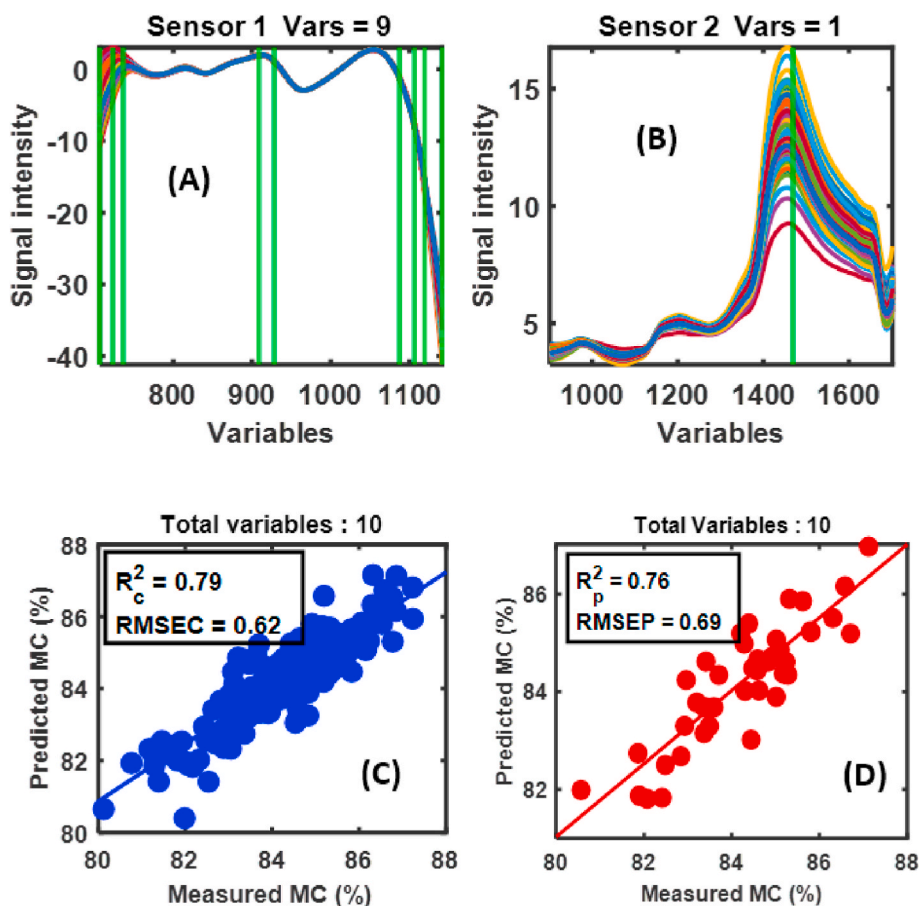 Sensor 1 Vars = 9
Signal intensity
0
-10
-20
-30
-40
(A)
800 900 1000 1100
Variables
Sensor 2 Vars = 1
Signal intensity
15
10
5
(B)
1000 1200 1400 1600
Variables
Total variables : 10
Predicted MC (%)
88
86
84
82
80
R²c = 0.79
RMSEC = 0.62
(C)
80 82 84 86 88
Measured MC (%)
Total Variables : 10
Predicted MC (%)
86
84
82
R²p = 0.76
RMSEP = 0.69
(D)
80 82 84 86 88
Measured MC (%)